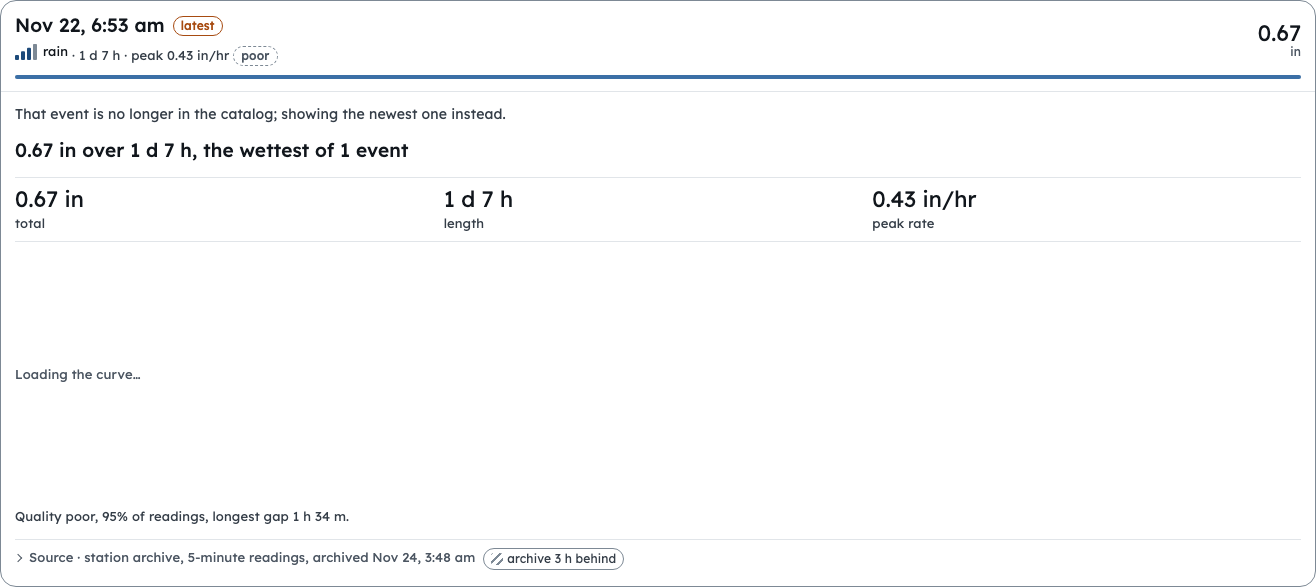 Nov 22, 6:53 am latest
0.67
rain · 1 d 7 h · peak 0.43 in/hr poor
in
That event is no longer in the catalog; showing the newest one instead.
0.67 in over 1 d 7 h, the wettest of 1 event
0.67 in
total
1 d 7 h
length
0.43 in/hr
peak rate
Loading the curve…
Quality poor, 95% of readings, longest gap 1 h 34 m.
Source · station archive, 5-minute readings, archived Nov 24, 3:48 am archive 3 h behind